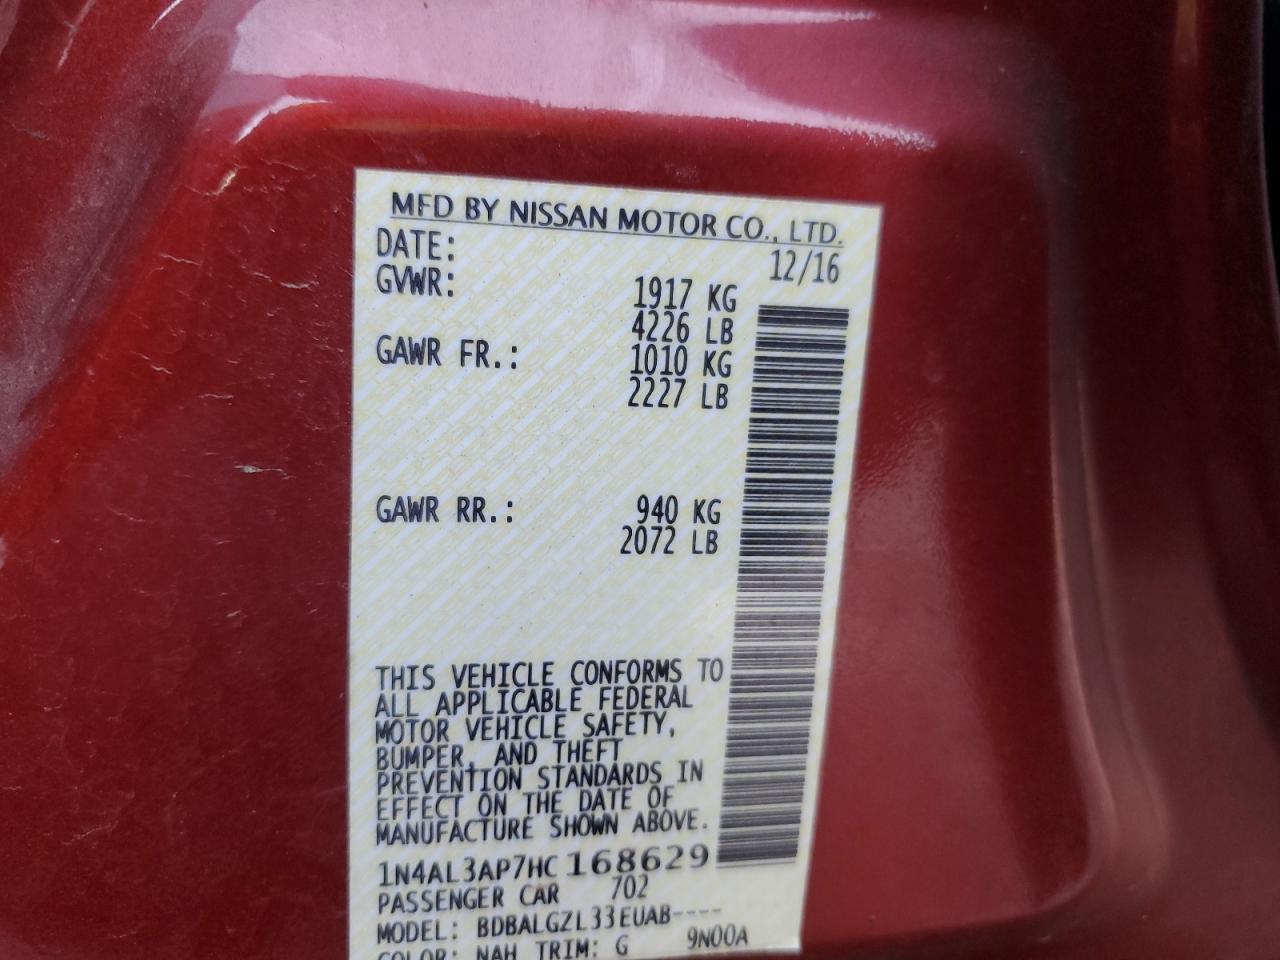 MFD BY NISSAN MOTOR CO., LTD.
DATE: 12/16
GVWR: 1917 KG
4226 LB
GAWR FR.: 1010 KG
2227 LB
GAWR RR.: 940 KG
2072 LB
THIS VEHICLE CONFORMS TO
ALL APPLICABLE FEDERAL
MOTOR VEHICLE SAFETY,
BUMPER, AND THEFT
PREVENTION STANDARDS IN
EFFECT ON THE DATE OF
MANUFACTURE SHOWN ABOVE.
1N4AL3AP7HC168629
PASSENGER CAR 702
MODEL: BDBALGZL33EUAB----
COLOR: NAH TRIM: G 9N00A